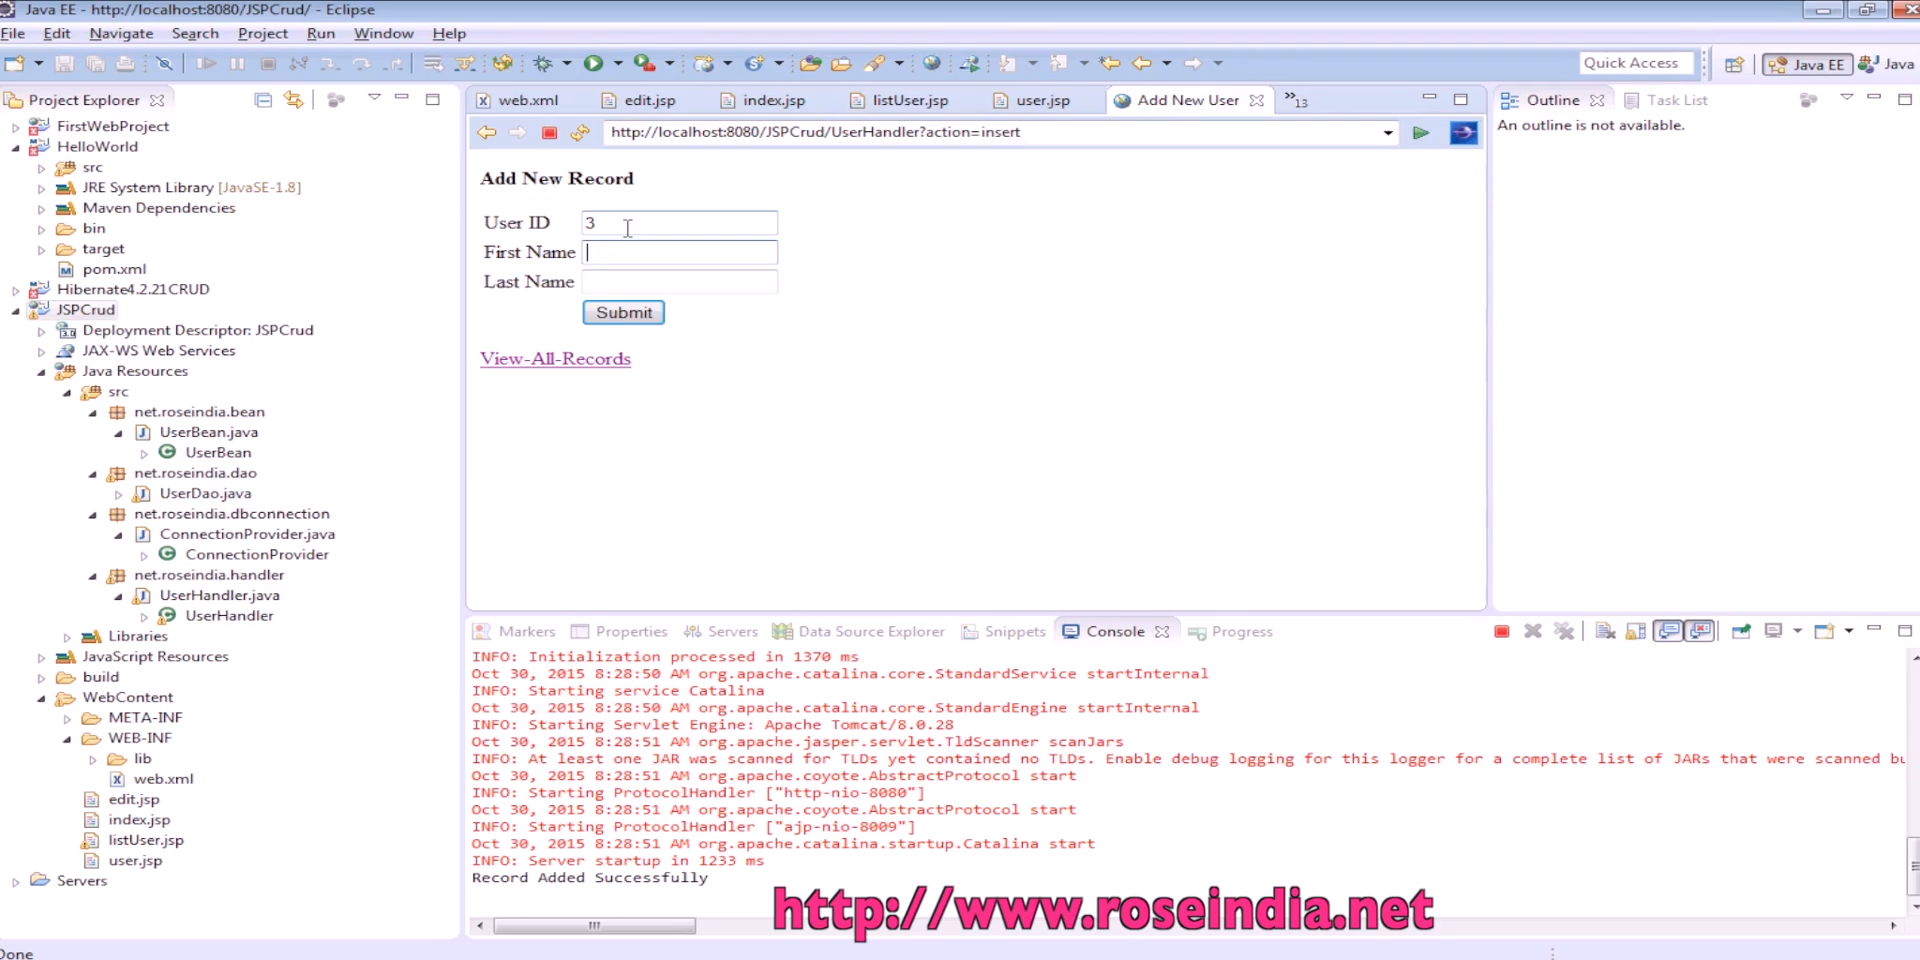 Java EE - http://localhost:8080/JSPCrud/ - Eclipse
File Edit Navigate Search Project Run Window Help
Quick Access Java EE Java
Project Explorer
web.xml edit.jsp index.jsp listUser.jsp user.jsp Add New User »13
Outline Task List
http://localhost:8080/JSPCrud/UserHandler?action=insert
An outline is not available.
FirstWebProject
HelloWorld
src
JRE System Library [JavaSE-1.8]
Maven Dependencies
bin
target
pom.xml
Hibernate4.2.21CRUD
JSPCrud
Deployment Descriptor: JSPCrud
JAX-WS Web Services
Java Resources
src
net.roseindia.bean
UserBean.java
UserBean
net.roseindia.dao
UserDao.java
net.roseindia.dbconnection
ConnectionProvider.java
ConnectionProvider
net.roseindia.handler
UserHandler.java
UserHandler
Libraries
JavaScript Resources
build
WebContent
META-INF
WEB-INF
lib
web.xml
edit.jsp
index.jsp
listUser.jsp
user.jsp
Servers
Add New Record
User ID 3
First Name
Last Name
Submit
View-All-Records
Markers Properties Servers Data Source Explorer Snippets Console Progress
INFO: Initialization processed in 1370 ms
Oct 30, 2015 8:28:50 AM org.apache.catalina.core.StandardService startInternal
INFO: Starting service Catalina
Oct 30, 2015 8:28:50 AM org.apache.catalina.core.StandardEngine startInternal
INFO: Starting Servlet Engine: Apache Tomcat/8.0.28
Oct 30, 2015 8:28:51 AM org.apache.jasper.servlet.TldScanner scanJars
INFO: At least one JAR was scanned for TLDs yet contained no TLDs. Enable debug logging for this logger for a complete list of JARs that were scanned bu
Oct 30, 2015 8:28:51 AM org.apache.coyote.AbstractProtocol start
INFO: Starting ProtocolHandler ["http-nio-8080"]
Oct 30, 2015 8:28:51 AM org.apache.coyote.AbstractProtocol start
INFO: Starting ProtocolHandler ["ajp-nio-8009"]
Oct 30, 2015 8:28:51 AM org.apache.catalina.startup.Catalina start
INFO: Server startup in 1233 ms
Record Added Successfully
http://www.roseindia.net
Done